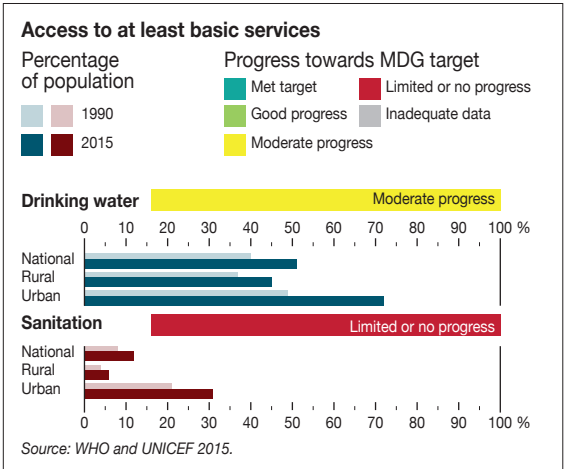 Access to at least basic services
Percentage
of population
1990
2015
Progress towards MDG target
Met target
Limited or no progress
Good progress
Inadequate data
Moderate progress
Drinking water
Moderate progress
0 10 20 30 40 50 60 70 80 90 100 %
National
Rural
Urban
Sanitation
Limited or no progress
National
Rural
Urban
0 10 20 30 40 50 60 70 80 90 100 %
Source: WHO and UNICEF 2015.